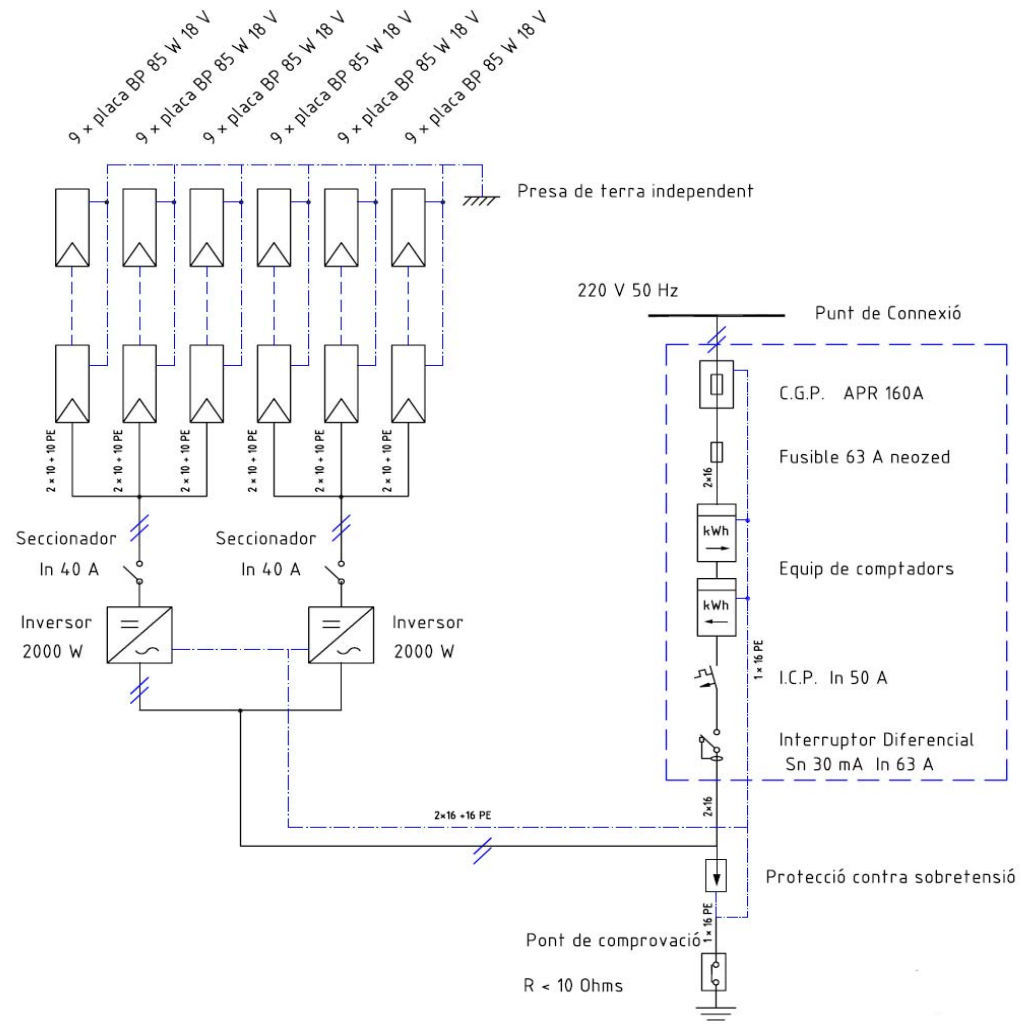 9 x placa BP 85 W 18 V
9 x placa BP 85 W 18 V
9 x placa BP 85 W 18 V
9 x placa BP 85 W 18 V
9 x placa BP 85 W 18 V
9 x placa BP 85 W 18 V
Presa de terra independent
220 V 50 Hz
Punt de Connexió
C.G.P. APR 160A
Fusible 63 A neozed
2x16
kWh
kWh
Equip de comptadors
1 x 16 PE
I.C.P. In 50 A
Interruptor Diferencial
Sn 30 mA In 63 A
2 x 10 + 10 PE
2 x 10 + 10 PE
2 x 10 + 10 PE
2 x 10 + 10 PE
2 x 10 + 10 PE
2 x 10 + 10 PE
Seccionador
In 40 A
Seccionador
In 40 A
Inversor
2000 W
Inversor
2000 W
2x16 +16 PE
2x16
Protecció contra sobretensió
1 x 16 PE
Pont de comprovació
R < 10 Ohms